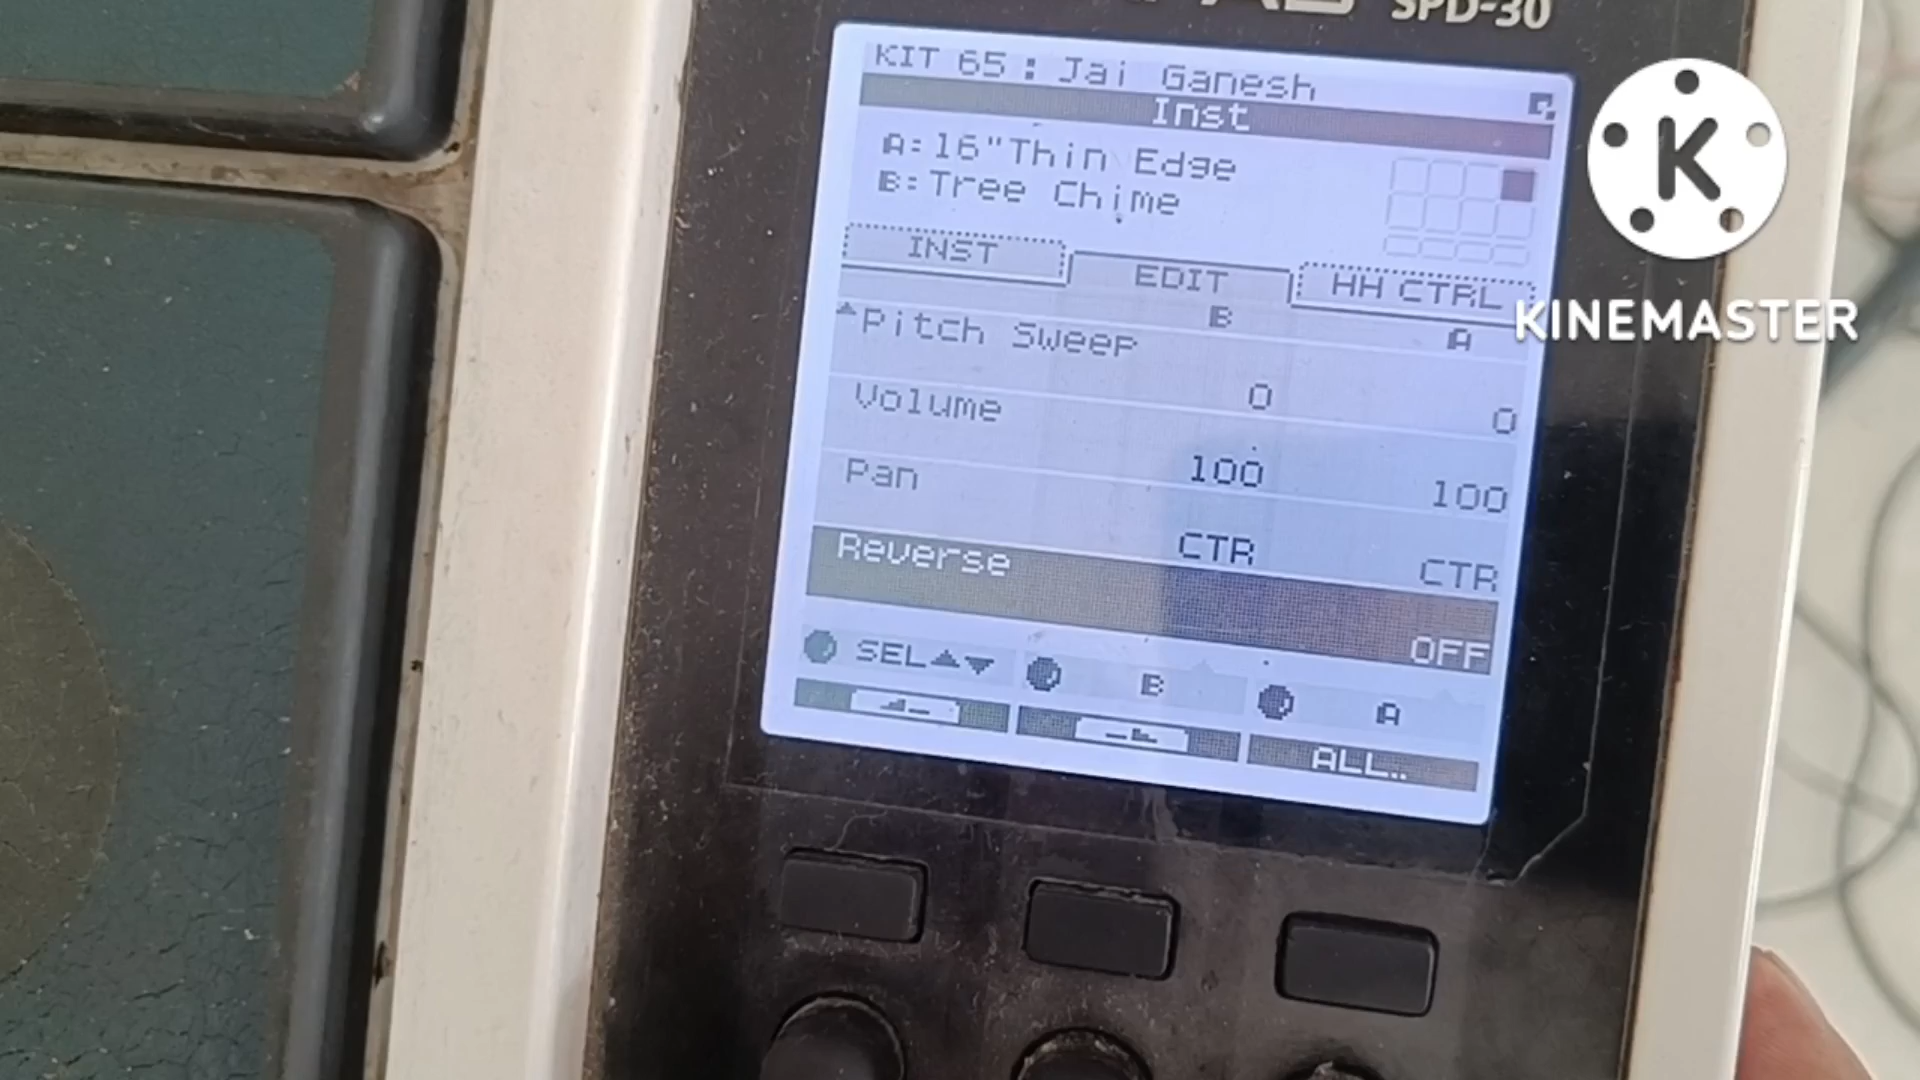 SPD-30
KIT 65: Jai Ganesh
Inst
A:16"Thin Edge
B:Tree Chime
INST EDIT HH CTRL
B A
Pitch Sweep
0 0
Volume
100 100
Pan
CTR CTR
Reverse
OFF
SEL▲▼ B A
ALL..
K
KINEMASTER